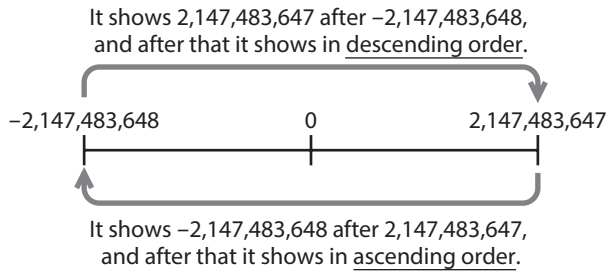 It shows 2,147,483,647 after –2,147,483,648,
and after that it shows in descending order.
–2,147,483,648 0 2,147,483,647
It shows –2,147,483,648 after 2,147,483,647,
and after that it shows in ascending order.